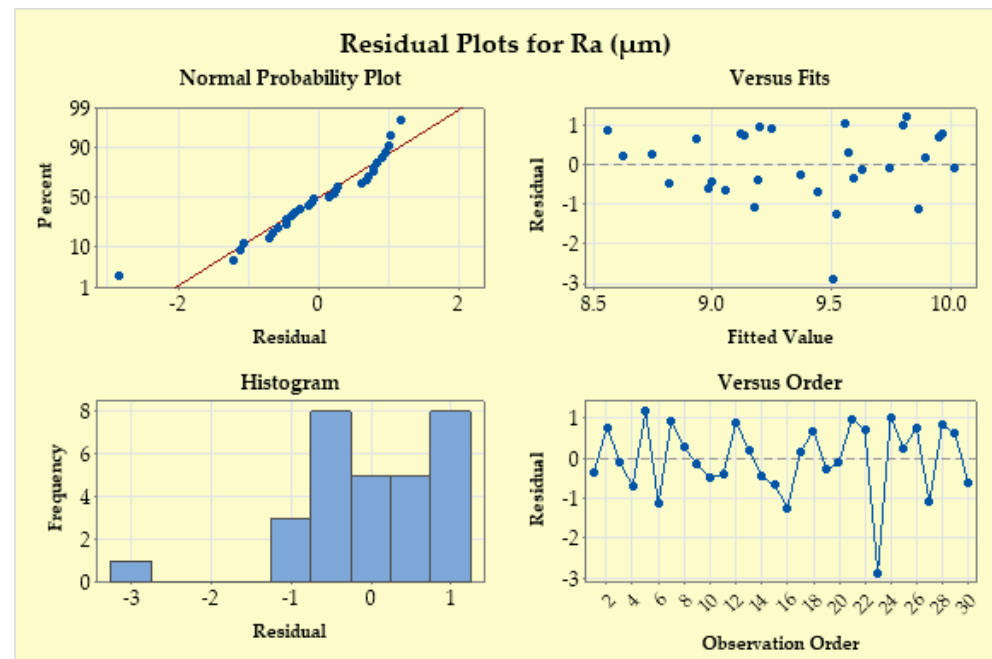 Residual Plots for Ra (µm)
Normal Probability Plot
99
90
50
10
1
Percent
-2 0 2
Residual
Versus Fits
1
0
-1
-2
-3
Residual
8.5 9.0 9.5 10.0
Fitted Value
Histogram
8
6
4
2
0
Frequency
-3 -2 -1 0 1
Residual
Versus Order
1
0
-1
-2
-3
Residual
2 4 6 8 10 12 14 16 18 20 22 24 26 28 30
Observation Order